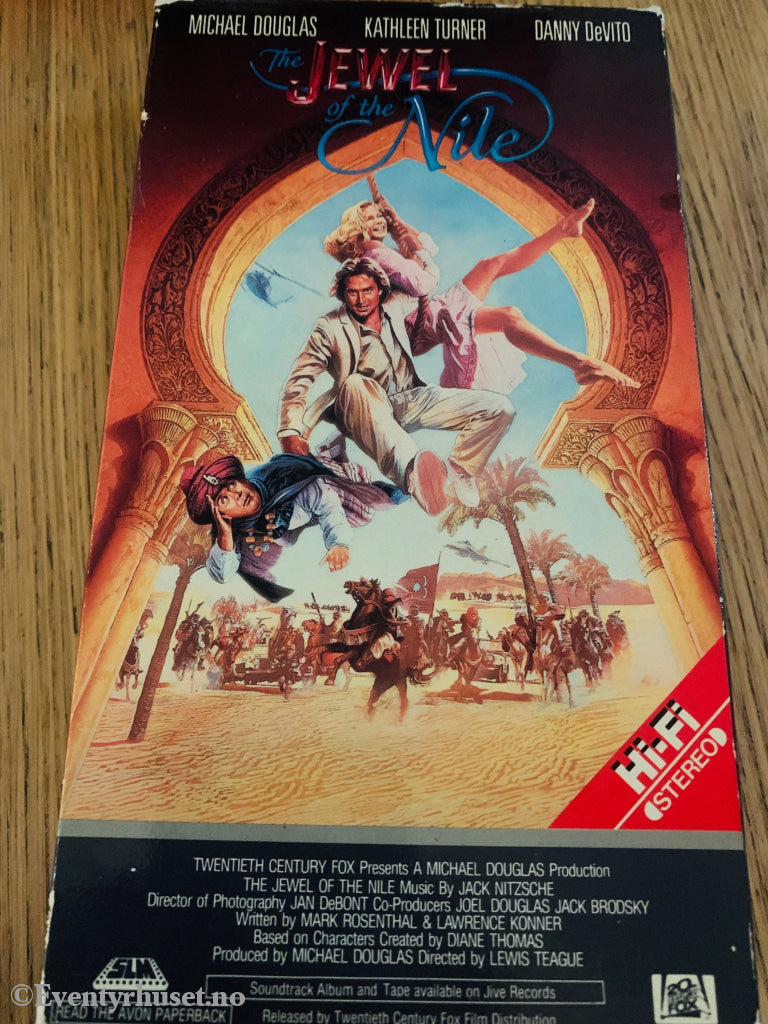 MICHAEL DOUGLAS KATHLEEN TURNER DANNY DeVITO
The JEWEL
of the Nile
Hi-Fi
STEREO
TWENTIETH CENTURY FOX Presents A MICHAEL DOUGLAS Production
THE JEWEL OF THE NILE Music By JACK NITZSCHE
Director of Photography JAN DeBONT Co-Producers JOEL DOUGLAS JACK BRODSKY
Written by MARK ROSENTHAL & LAWRENCE KONNER
Based on Characters Created by DIANE THOMAS
Produced by MICHAEL DOUGLAS Directed by LEWIS TEAGUE
SLM
Soundtrack Album and Tape available on Jive Records
©Eventyrhuset.no
READ THE AVON PAPERBACK
Released by Twentieth Century Fox Film Distribution
20
FOX